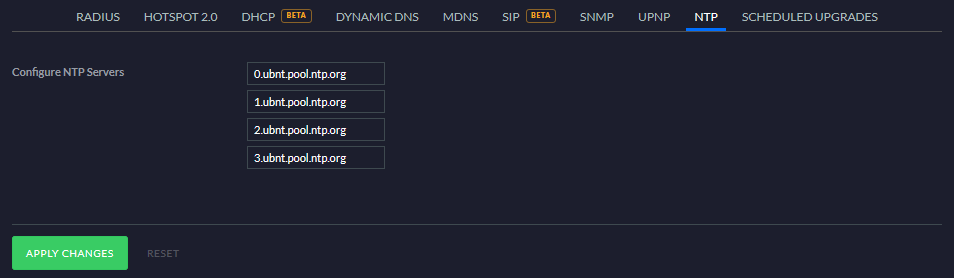 RADIUS HOTSPOT 2.0 DHCP BETA DYNAMIC DNS MDNS SIP BETA SNMP UPNP NTP SCHEDULED UPGRADES
Configure NTP Servers 0.ubnt.pool.ntp.org
1.ubnt.pool.ntp.org
2.ubnt.pool.ntp.org
3.ubnt.pool.ntp.org
APPLY CHANGES RESET